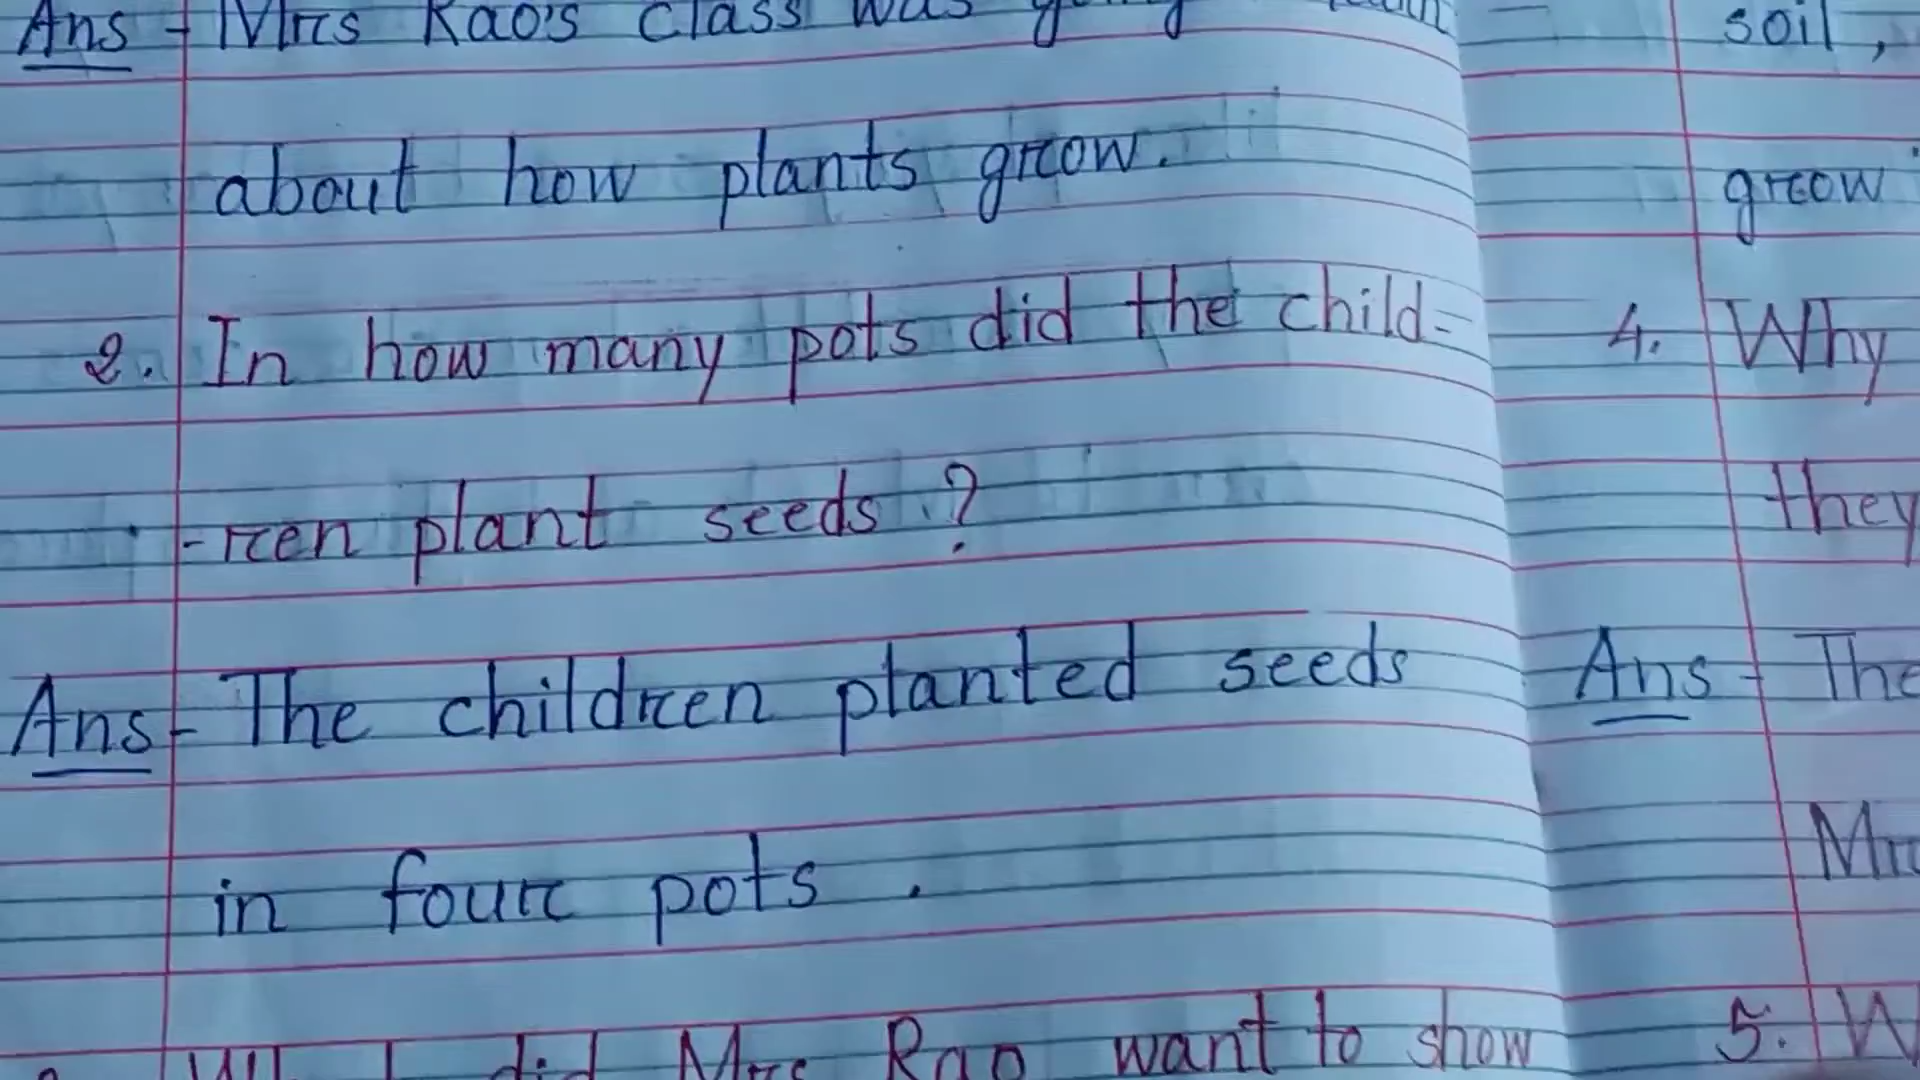 Ans - Mrs Rao's class was going
about how plants grow.
2. In how many pots did the child-
-ren plant seeds ?
Ans - The children planted seeds
in four pots .
did Mrs Rao want to show
soil,
grow
4. Why
they
Ans - The
5.